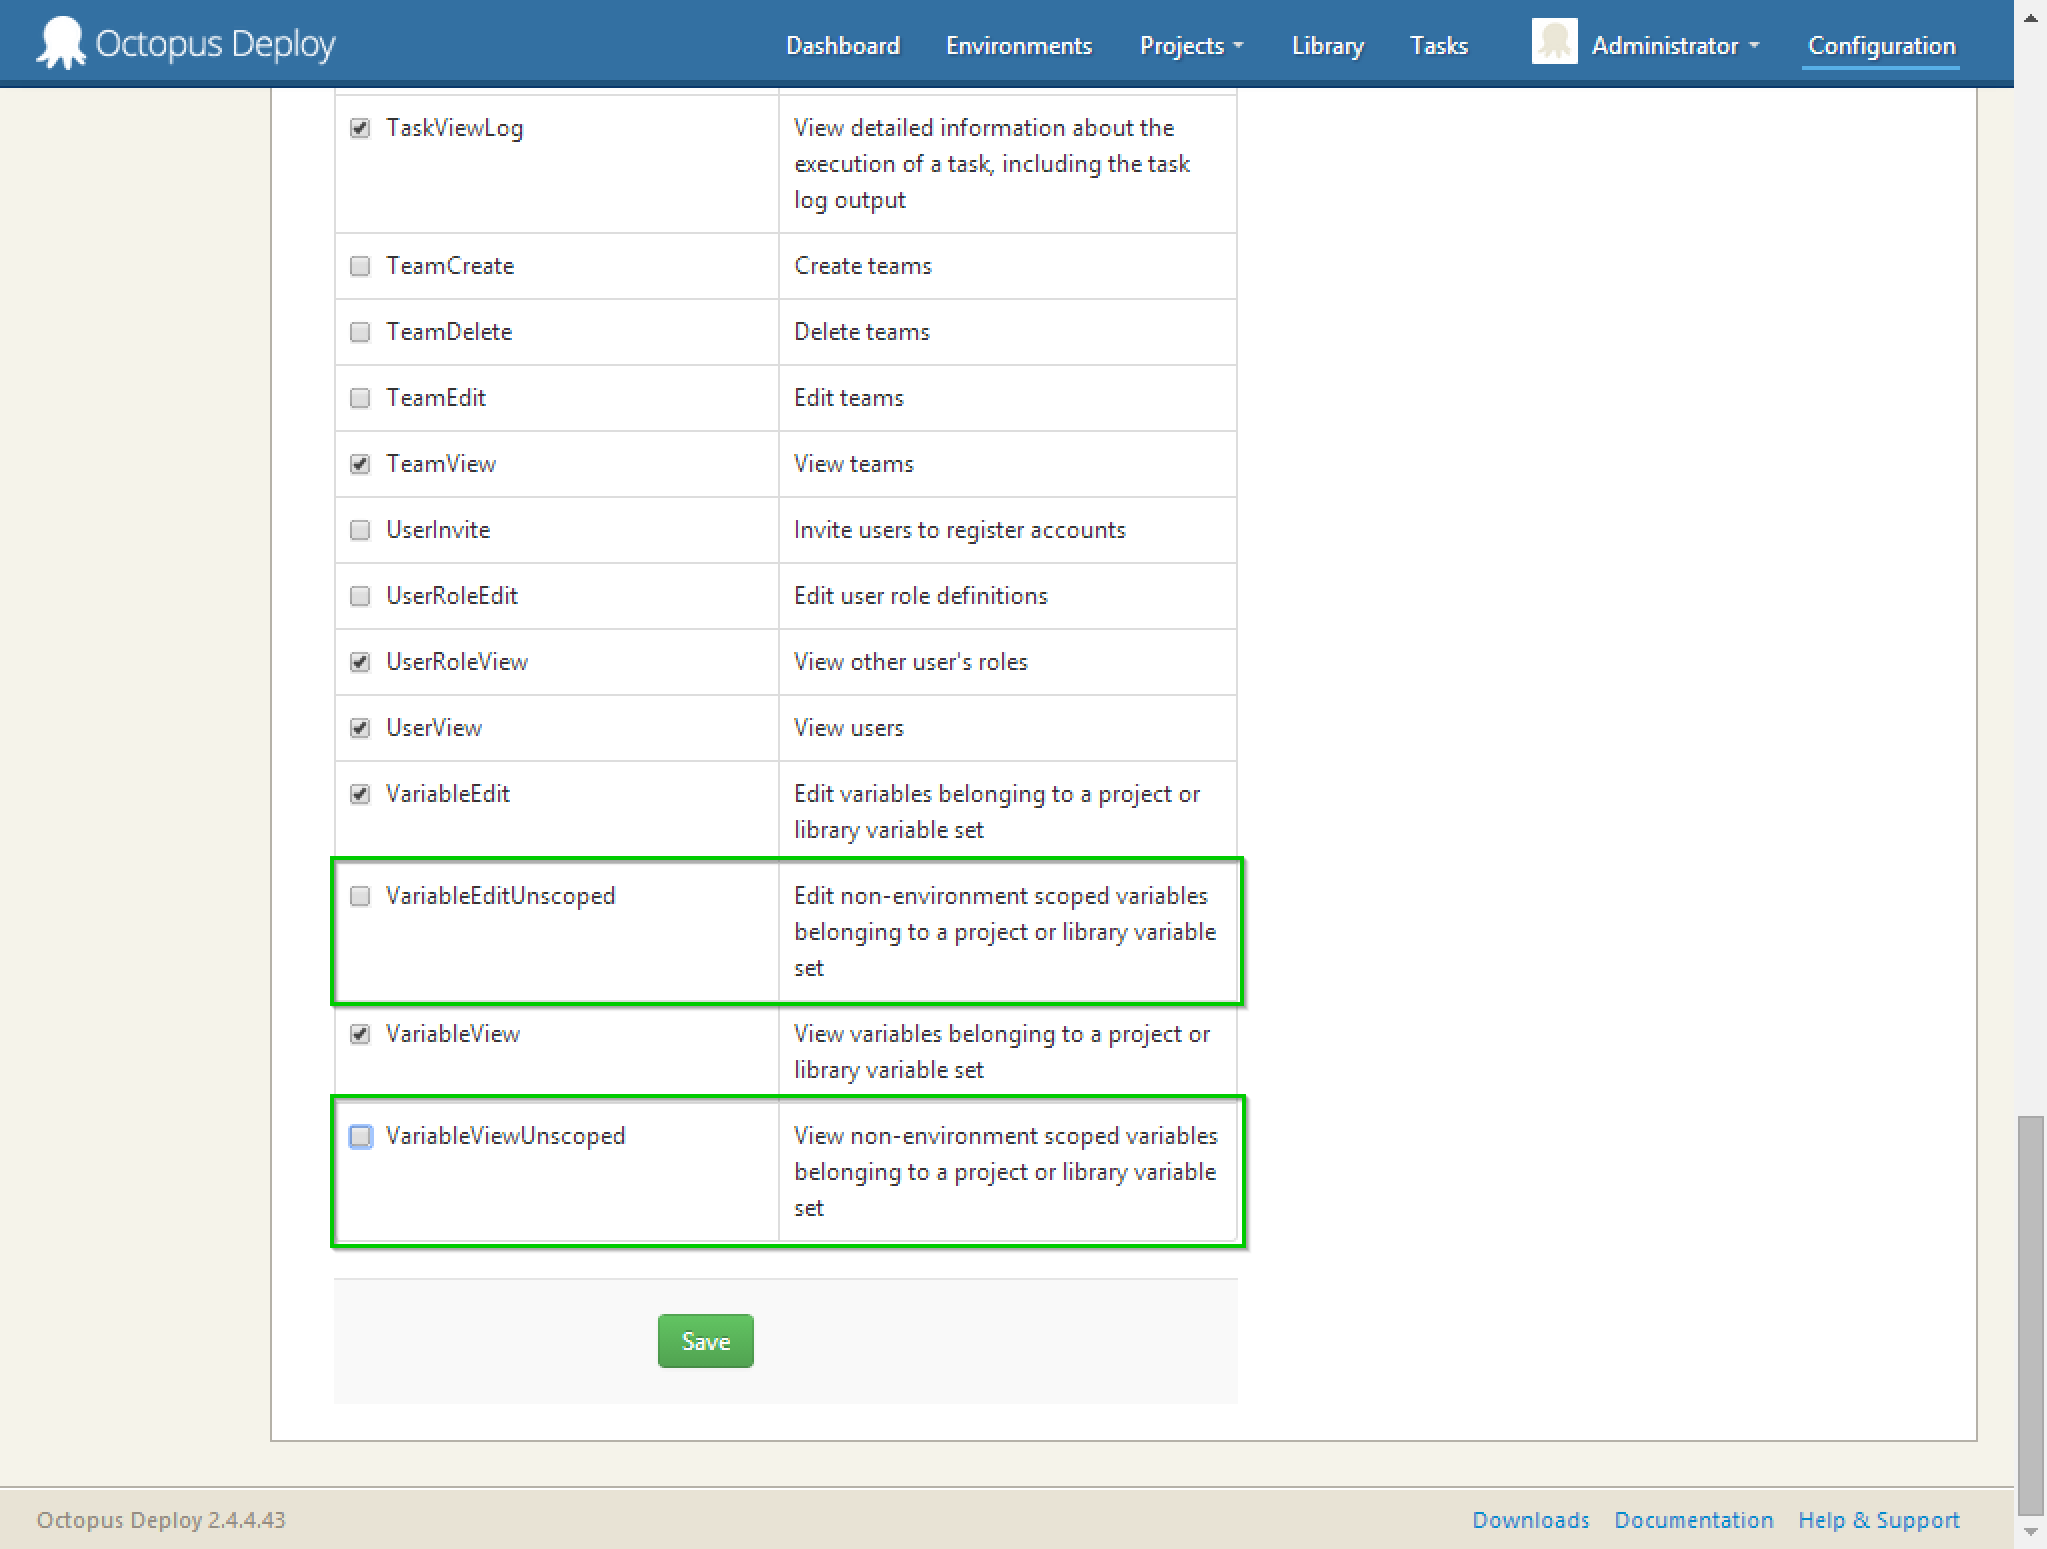 Octopus Deploy
Dashboard Environments Projects Library Tasks Administrator Configuration
TaskViewLog
View detailed information about the
execution of a task, including the task
log output
TeamCreate
Create teams
TeamDelete
Delete teams
TeamEdit
Edit teams
TeamView
View teams
UserInvite
Invite users to register accounts
UserRoleEdit
Edit user role definitions
UserRoleView
View other user's roles
UserView
View users
VariableEdit
Edit variables belonging to a project or
library variable set
VariableEditUnscoped
Edit non-environment scoped variables
belonging to a project or library variable
set
VariableView
View variables belonging to a project or
library variable set
VariableViewUnscoped
View non-environment scoped variables
belonging to a project or library variable
set
Save
Octopus Deploy 2.4.4.43
Downloads Documentation Help & Support